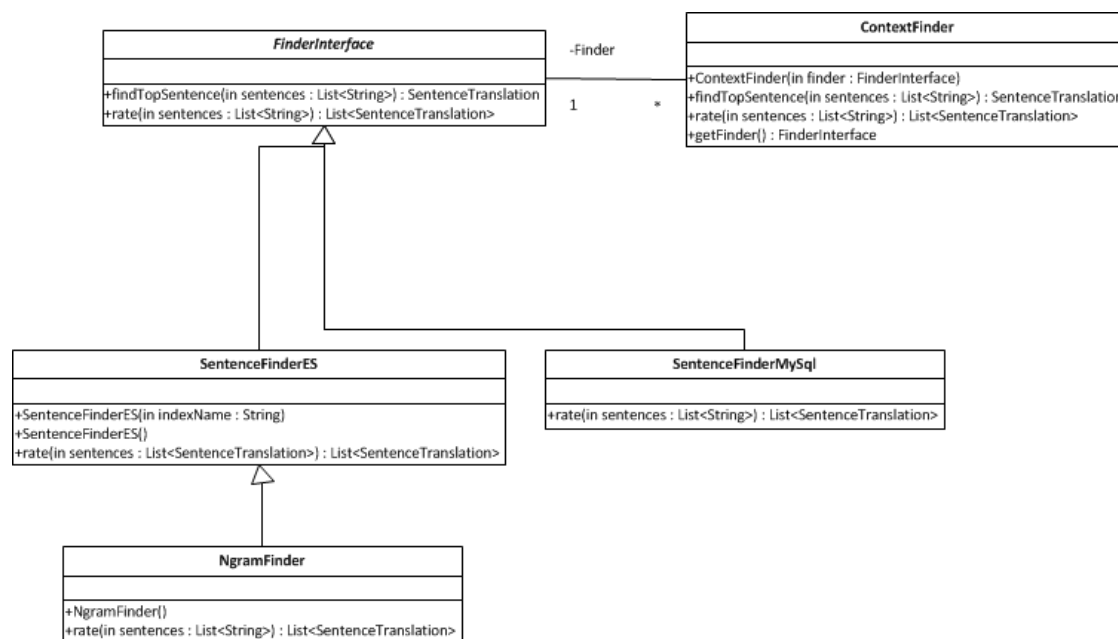 FinderInterface
+findTopSentence(in sentences : List<String>) : SentenceTranslation
+rate(in sentences : List<String>) : List<SentenceTranslation>
-Finder
1
*
ContextFinder
+ContextFinder(in finder : FinderInterface)
+findTopSentence(in sentences : List<String>) : SentenceTranslation
+rate(in sentences : List<String>) : List<SentenceTranslation>
+getFinder() : FinderInterface
SentenceFinderES
+SentenceFinderES(in indexName : String)
+SentenceFinderES()
+rate(in sentences : List<SentenceTranslation>) : List<SentenceTranslation>
SentenceFinderMySql
+rate(in sentences : List<String>) : List<SentenceTranslation>
NgramFinder
+NgramFinder()
+rate(in sentences : List<String>) : List<SentenceTranslation>